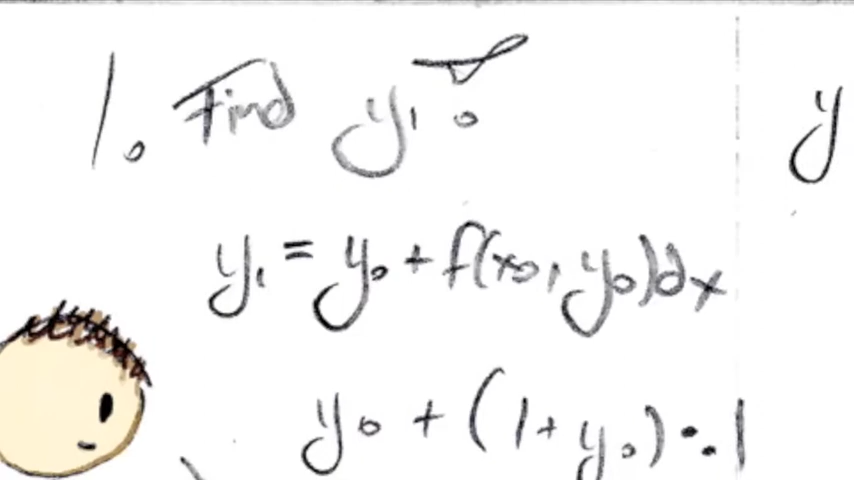 1. Find y₁.
y
y₁ = y₀ + f(x₀, y₀)dx
y₀ + (1 + y₀) · .1